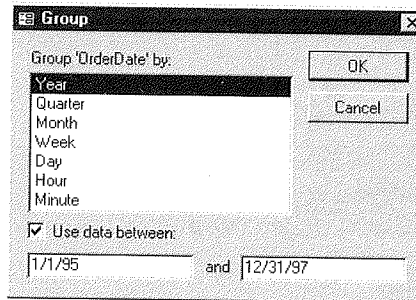 Group
Group 'OrderDate' by:
OK
Year
Quarter
Cancel
Month
Week
Day
Hour
Minute
Use data between:
1/1/95 and 12/31/97